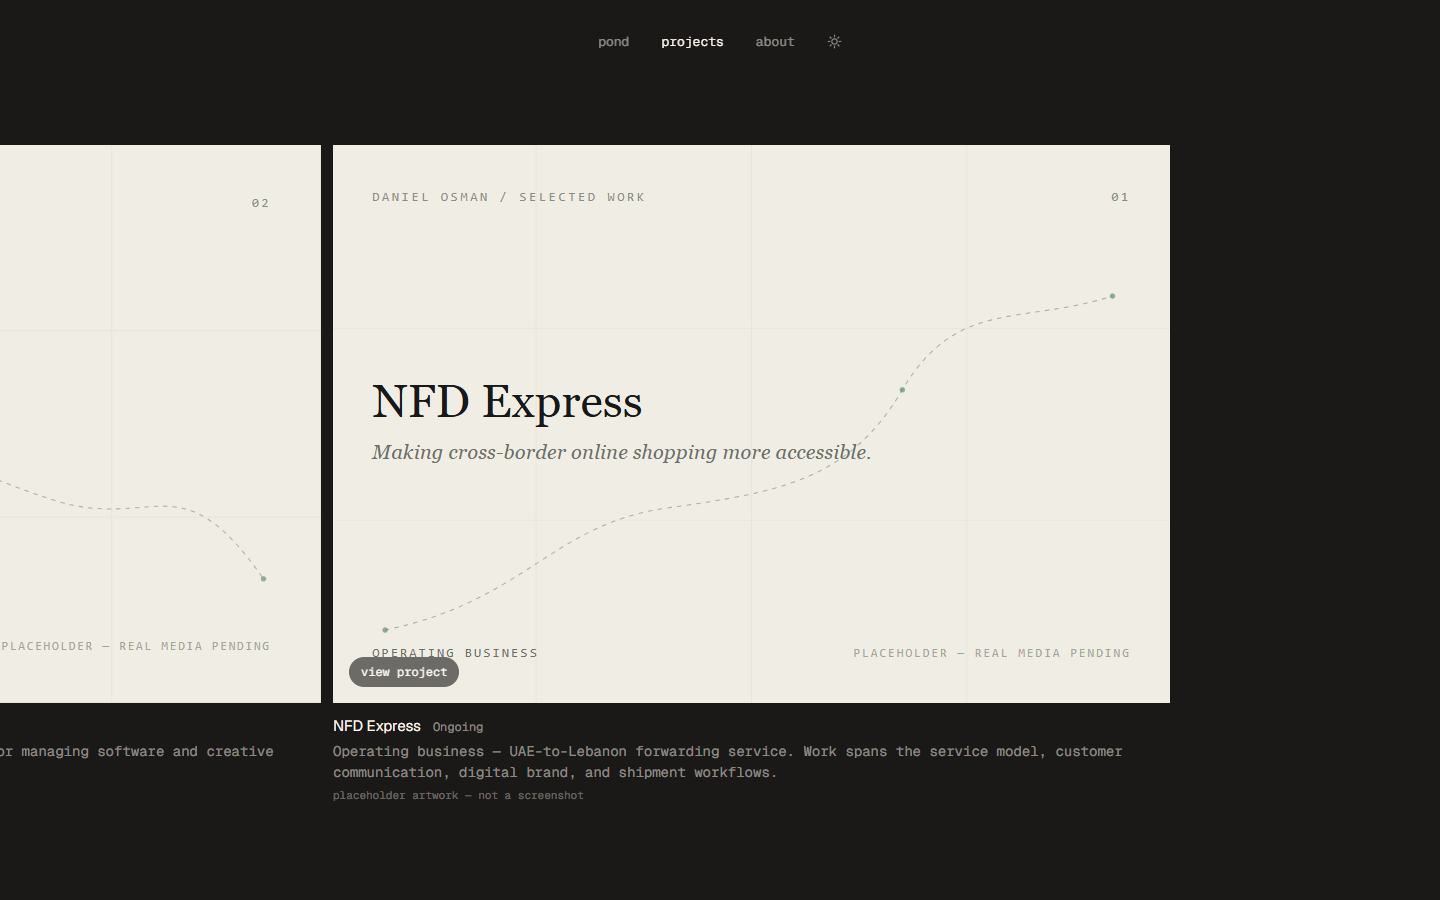 pond projects about
02
PLACEHOLDER — REAL MEDIA PENDING
or managing software and creative
DANIEL OSMAN / SELECTED WORK 01
NFD Express
Making cross-border online shopping more accessible.
OPERATING BUSINESS PLACEHOLDER — REAL MEDIA PENDING
view project
NFD Express Ongoing
Operating business — UAE-to-Lebanon forwarding service. Work spans the service model, customer
communication, digital brand, and shipment workflows.
placeholder artwork — not a screenshot